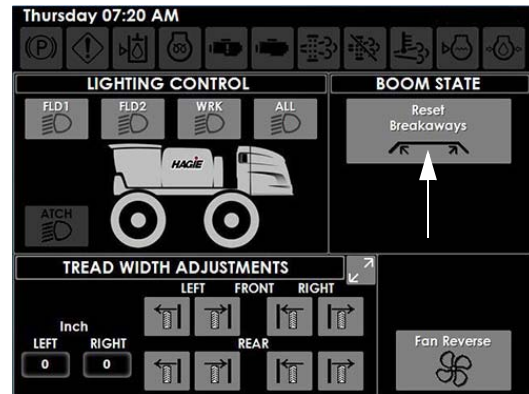 Thursday 07:20 AM
LIGHTING CONTROL
FLD1 FLD2 WRK ALL
HAGIE
ATCH
BOOM STATE
Reset
Breakaways
TREAD WIDTH ADJUSTMENTS
LEFT FRONT RIGHT
Inch
LEFT RIGHT
0 0
REAR
Fan Reverse